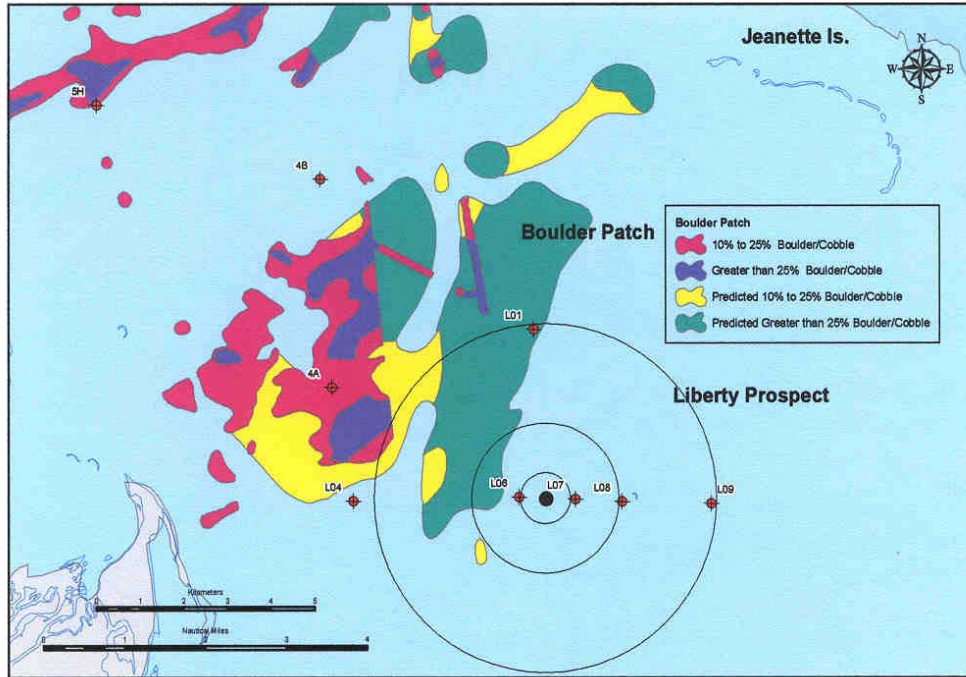 Jeanette Is.
N
W E
S
5H
4B
Boulder Patch
Boulder Patch
10% to 25% Boulder/Cobble
Greater than 25% Boulder/Cobble
Predicted 10% to 25% Boulder/Cobble
Predicted Greater than 25% Boulder/Cobble
L01
4A
Liberty Prospect
L04
L06
L07
L08
L09
Kilometers
0 1 2 3 4 5
Nautical Miles
0 1 2 3 4